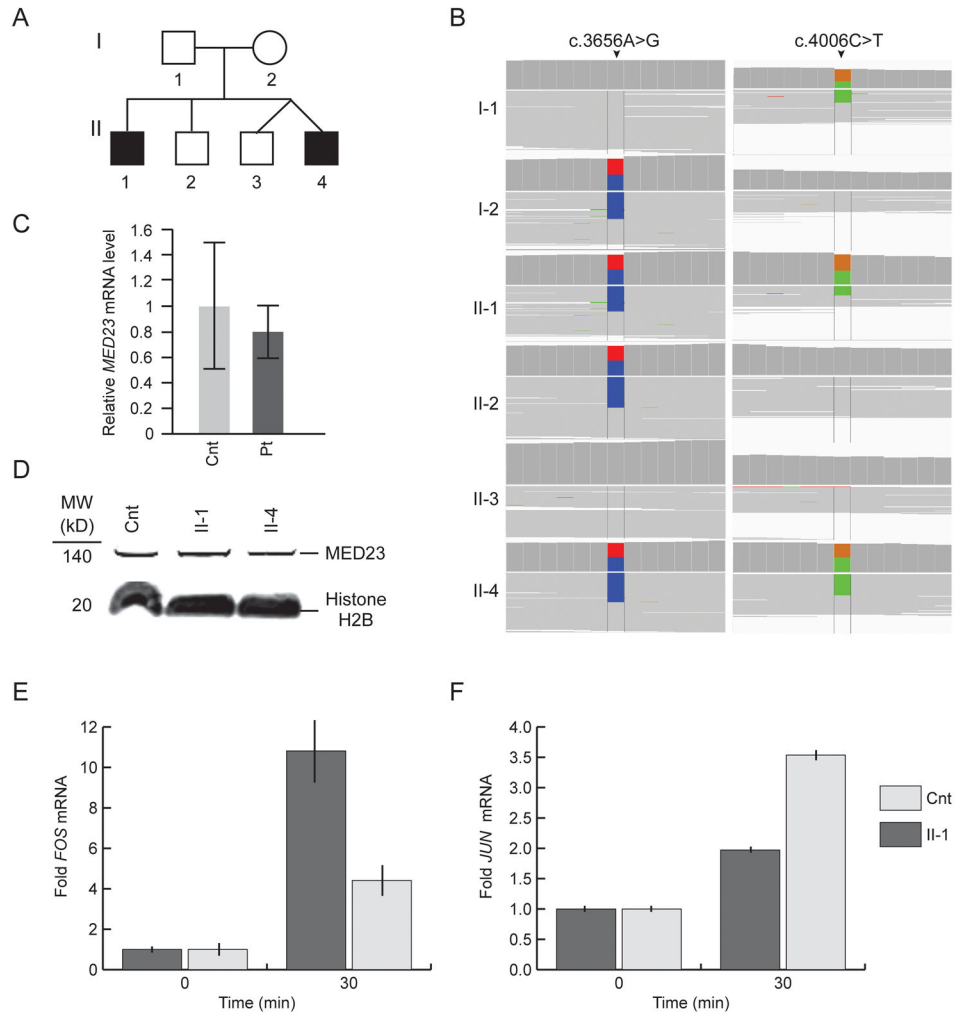 A
I
1
2
II
1
2
3
4
B
c.3656A>G
c.4006C>T
I-1
I-2
II-1
II-2
II-3
II-4
C
Relative MED23 mRNA level
1.6
1.4
1.2
1
0.8
0.6
0.4
0.2
0
Cnt
Pt
D
MW
(kD)
Cnt
II-1
II-4
140
MED23
20
Histone
H2B
E
Fold FOS mRNA
12
10
8
6
4
2
0
0
30
Time (min)
F
Fold JUN mRNA
4.0
3.5
3.0
2.5
2.0
1.5
1.0
0.5
0.0
0
30
Time (min)
Cnt
II-1